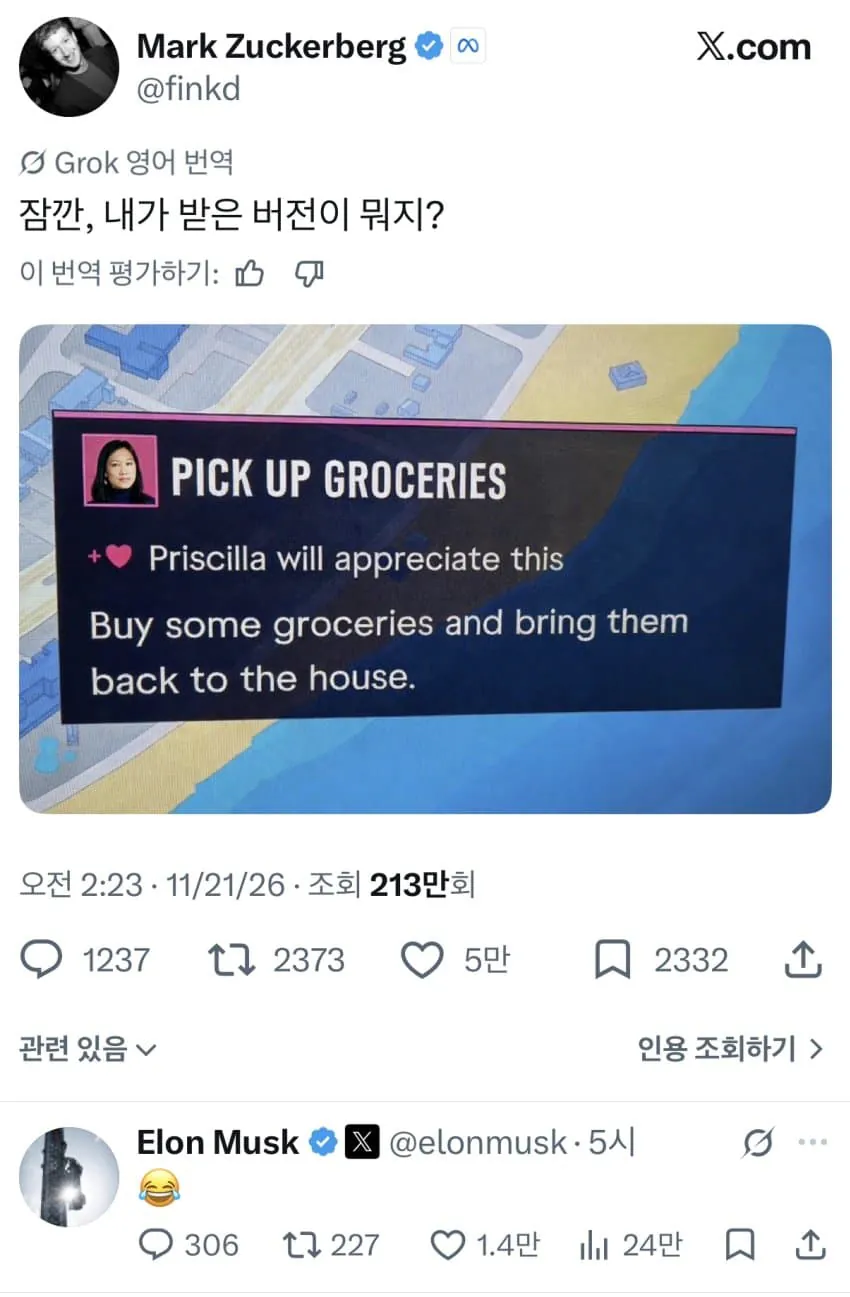 Mark Zuckerberg
X.com
@finkd
Grok 영어 번역
잠깐, 내가 받은 버전이 뭐지?
이 번역 평가하기:
PICK UP GROCERIES
+ Priscilla will appreciate this
Buy some groceries and bring them
back to the house.
오전 2:23 · 11/21/26 · 조회 213만회
1237 2373 5만 2332
관련 있음
인용 조회하기
Elon Musk X @elonmusk · 5시
😂
306 227 1.4만 24만